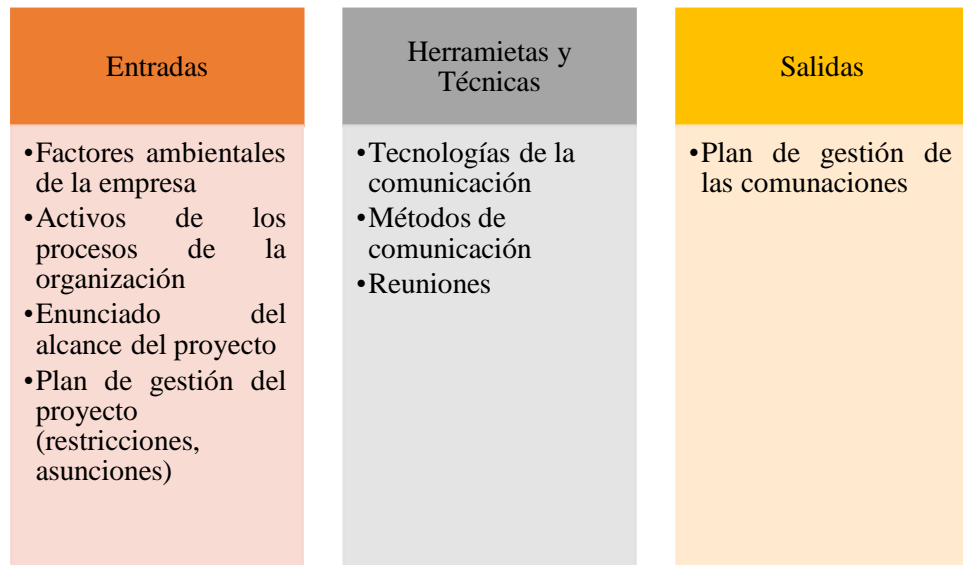 Entradas
•Factores ambientales
de la empresa
•Activos de los
procesos de la
organización
•Enunciado del
alcance del proyecto
•Plan de gestión del
proyecto
(restricciones,
asunciones)
Herramietas y
Técnicas
•Tecnologías de la
comunicación
•Métodos de
comunicación
•Reuniones
Salidas
•Plan de gestión de
las comunaciones